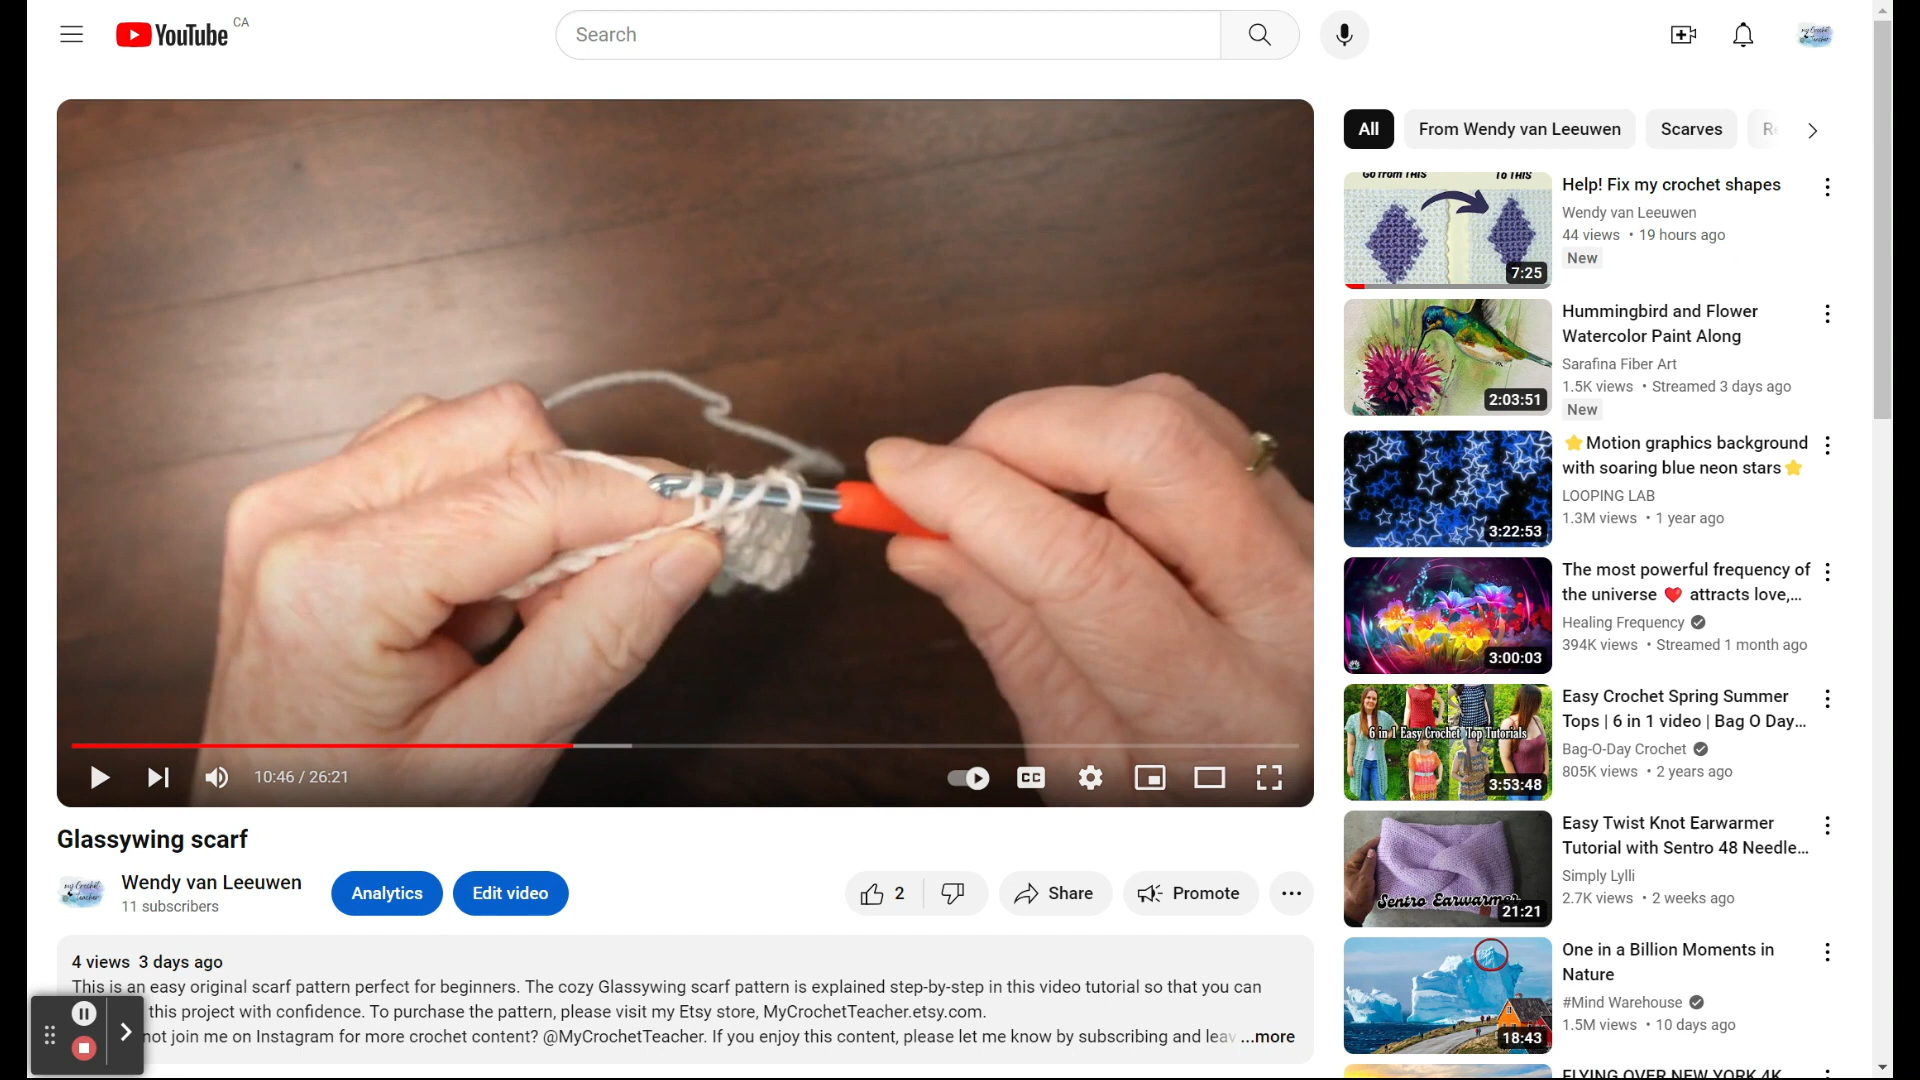 YouTube CA
Search
All
From Wendy van Leeuwen
Scarves
Go from THIS
To THIS
7:25
Help! Fix my crochet shapes
Wendy van Leeuwen
44 views • 19 hours ago
New
2:03:51
Hummingbird and Flower
Watercolor Paint Along
Sarafina Fiber Art
1.5K views • Streamed 3 days ago
New
3:22:53
⭐Motion graphics background
with soaring blue neon stars⭐
LOOPING LAB
1.3M views • 1 year ago
3:00:03
The most powerful frequency of
the universe ❤️ attracts love,...
Healing Frequency
394K views • Streamed 1 month ago
6 in 1 Easy Crochet Top Tutorials
3:53:48
Easy Crochet Spring Summer
Tops | 6 in 1 video | Bag O Day...
Bag-O-Day Crochet
805K views • 2 years ago
Sentro Earwarmer
21:21
Easy Twist Knot Earwarmer
Tutorial with Sentro 48 Needle...
Simply Lylli
2.7K views • 2 weeks ago
18:43
One in a Billion Moments in
Nature
#Mind Warehouse
1.5M views • 10 days ago
FLYING OVER NEW YORK 4K
10:46 / 26:21
CC
Glassywing scarf
my Crochet
Teacher
Wendy van Leeuwen
11 subscribers
Analytics
Edit video
2
Share
Promote
4 views 3 days ago
This is an easy original scarf pattern perfect for beginners. The cozy Glassywing scarf pattern is explained step-by-step in this video tutorial so that you can
this project with confidence. To purchase the pattern, please visit my Etsy store, MyCrochetTeacher.etsy.com.
not join me on Instagram for more crochet content? @MyCrochetTeacher. If you enjoy this content, please let me know by subscribing and leav ...more